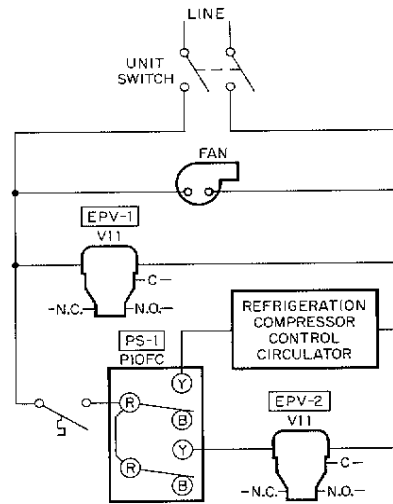 LINE
UNIT
SWITCH
FAN
EPV-1
V11
C
N.C.
N.O.
PS-1
P10FC
REFRIGERATION
COMPRESSOR
CONTROL
CIRCULATOR
Y
R
B
EPV-2
V11
Y
C
R
B
N.C.
N.O.